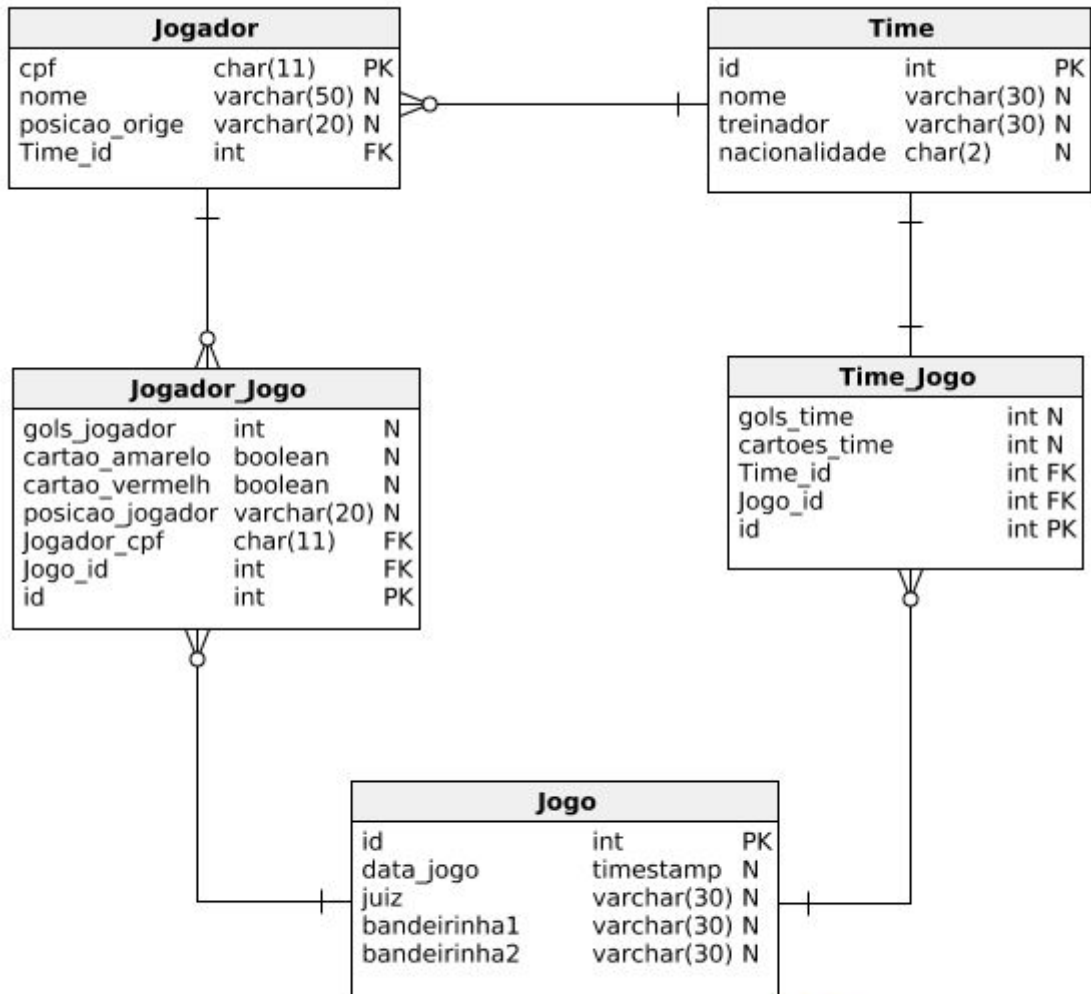 Jogador
cpf char(11) PK
nome varchar(50) N
posicao_orige varchar(20) N
Time_id int FK
Time
id int PK
nome varchar(30) N
treinador varchar(30) N
nacionalidade char(2) N
Jogador_Jogo
gols_jogador int N
cartao_amarelo boolean N
cartao_vermelh boolean N
posicao_jogador varchar(20) N
Jogador_cpf char(11) FK
Jogo_id int FK
id int PK
Time_Jogo
gols_time int N
cartoes_time int N
Time_id int FK
Jogo_id int FK
id int PK
Jogo
id int PK
data_jogo timestamp N
juiz varchar(30) N
bandeirinha1 varchar(30) N
bandeirinha2 varchar(30) N